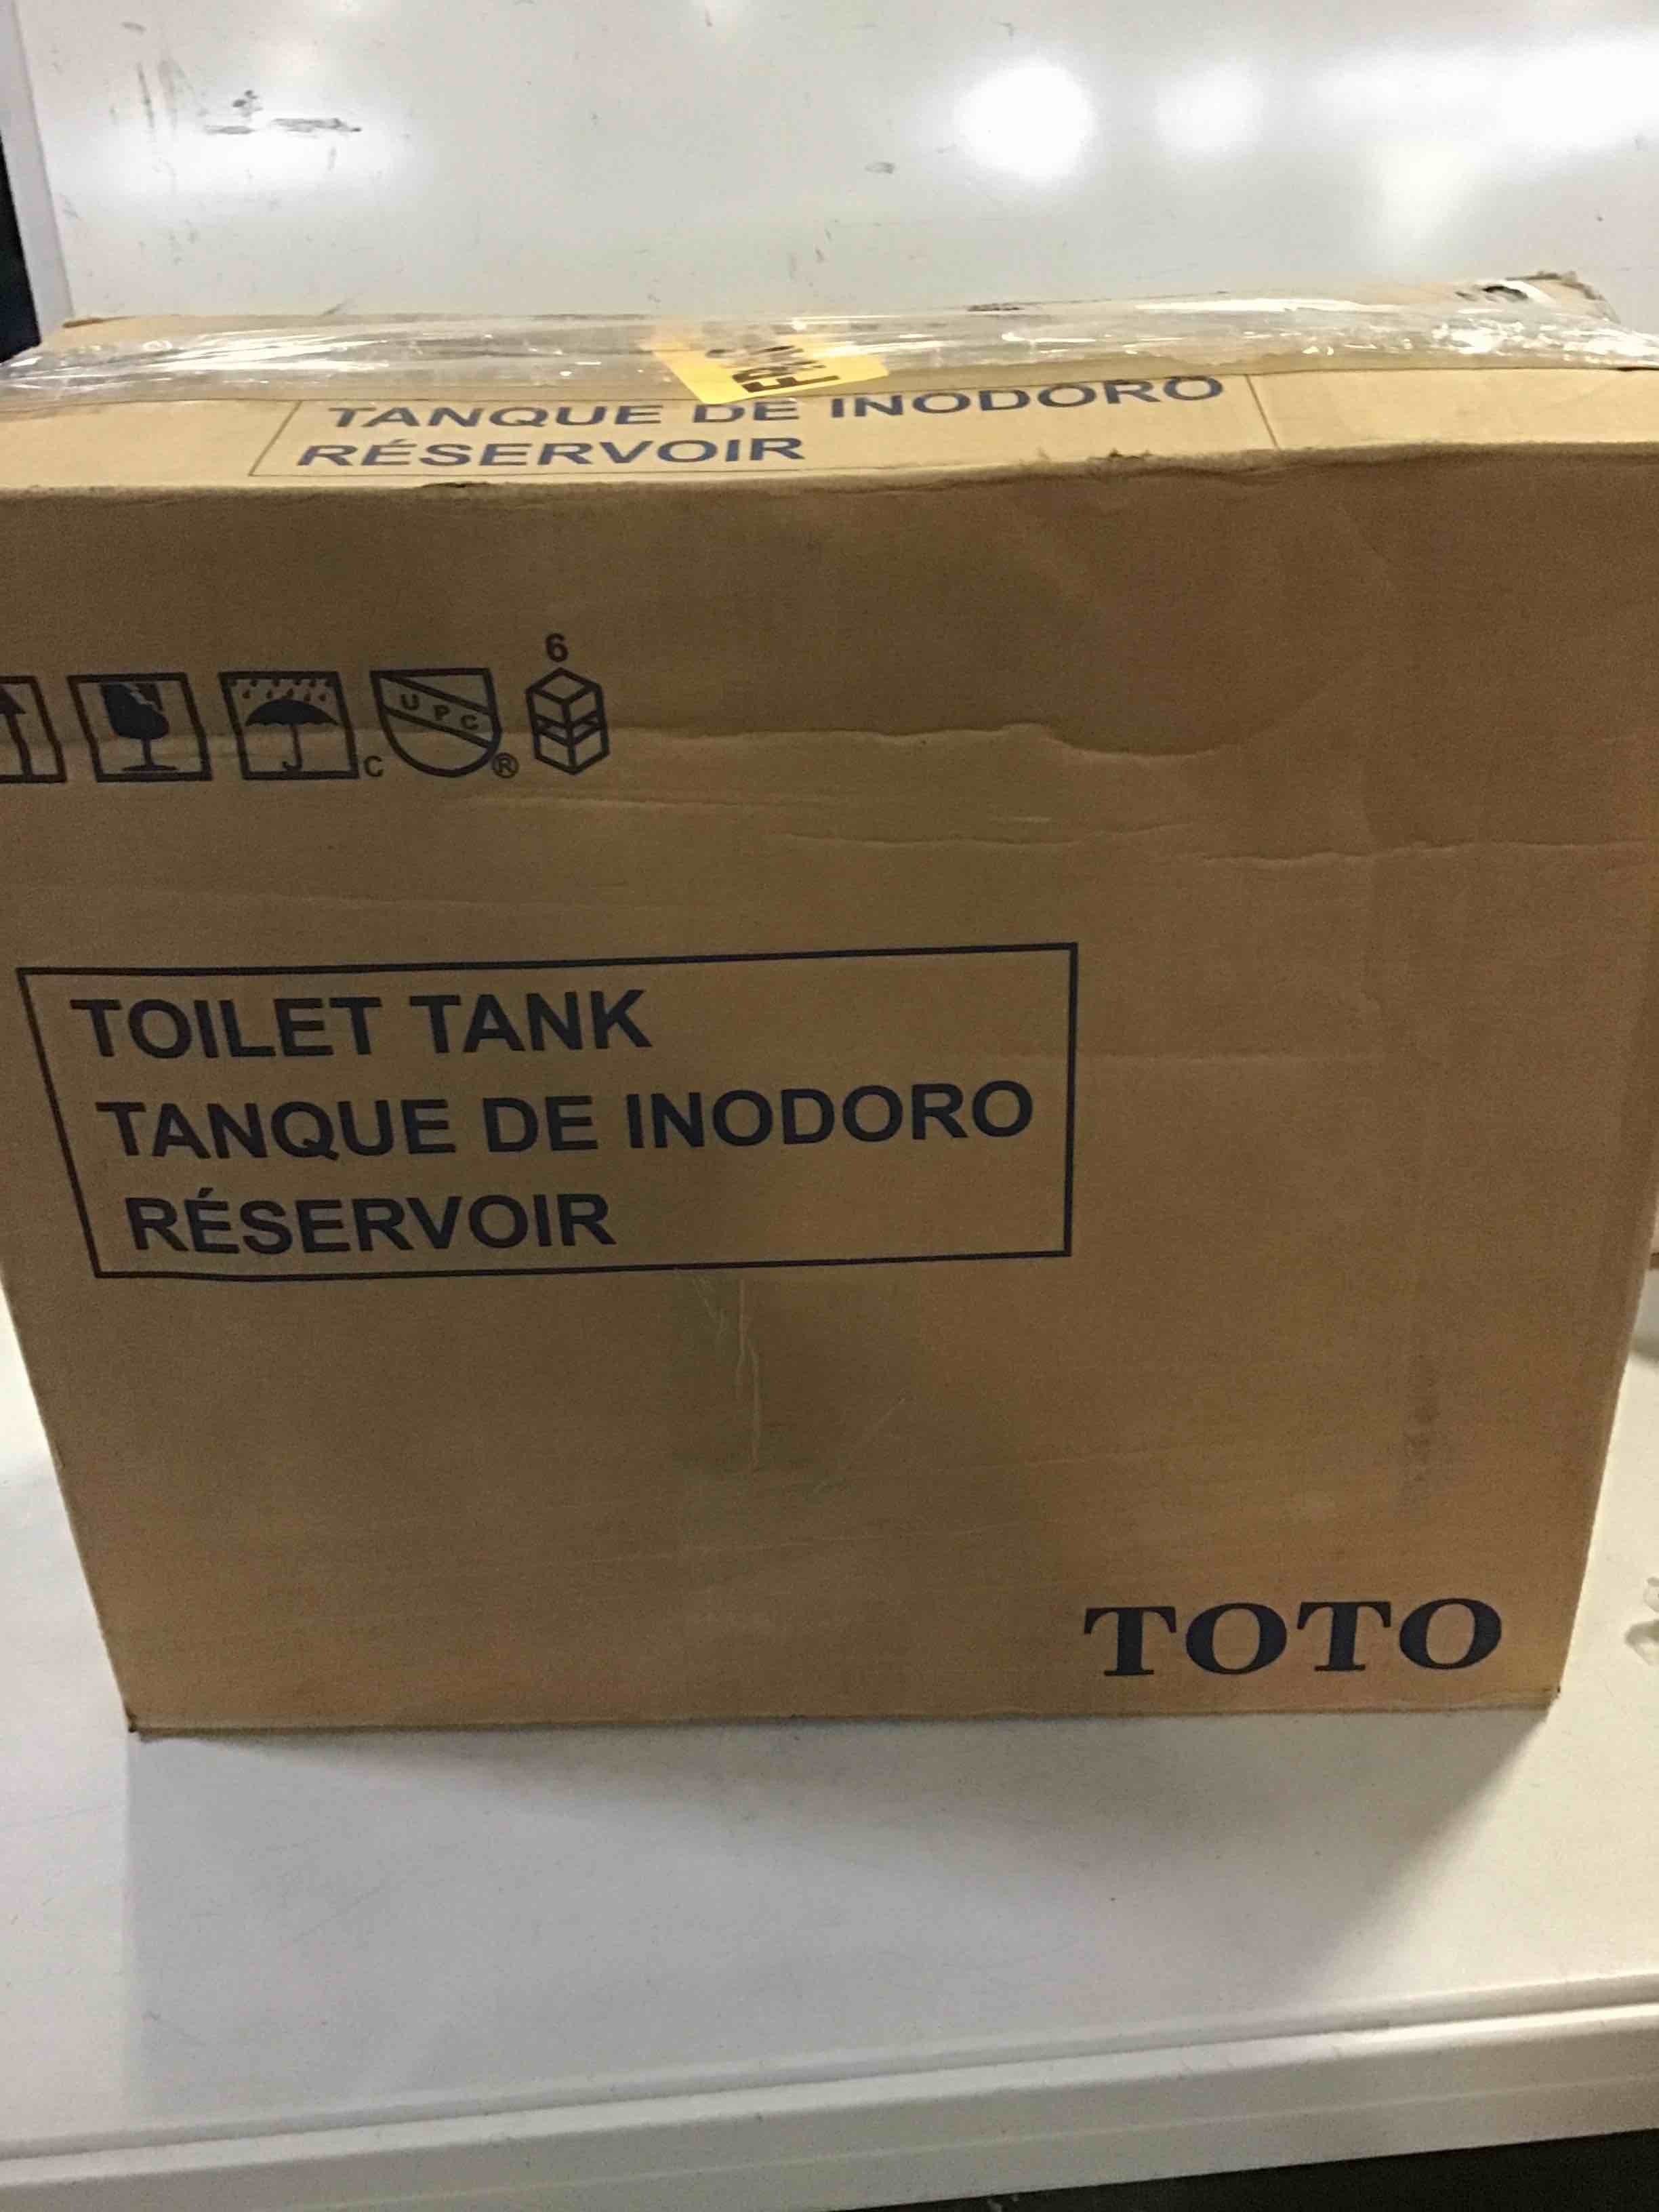 TANQUE DE INODORO
RÉSERVOIR
6
UPC
C ®
TOILET TANK
TANQUE DE INODORO
RÉSERVOIR
TOTO